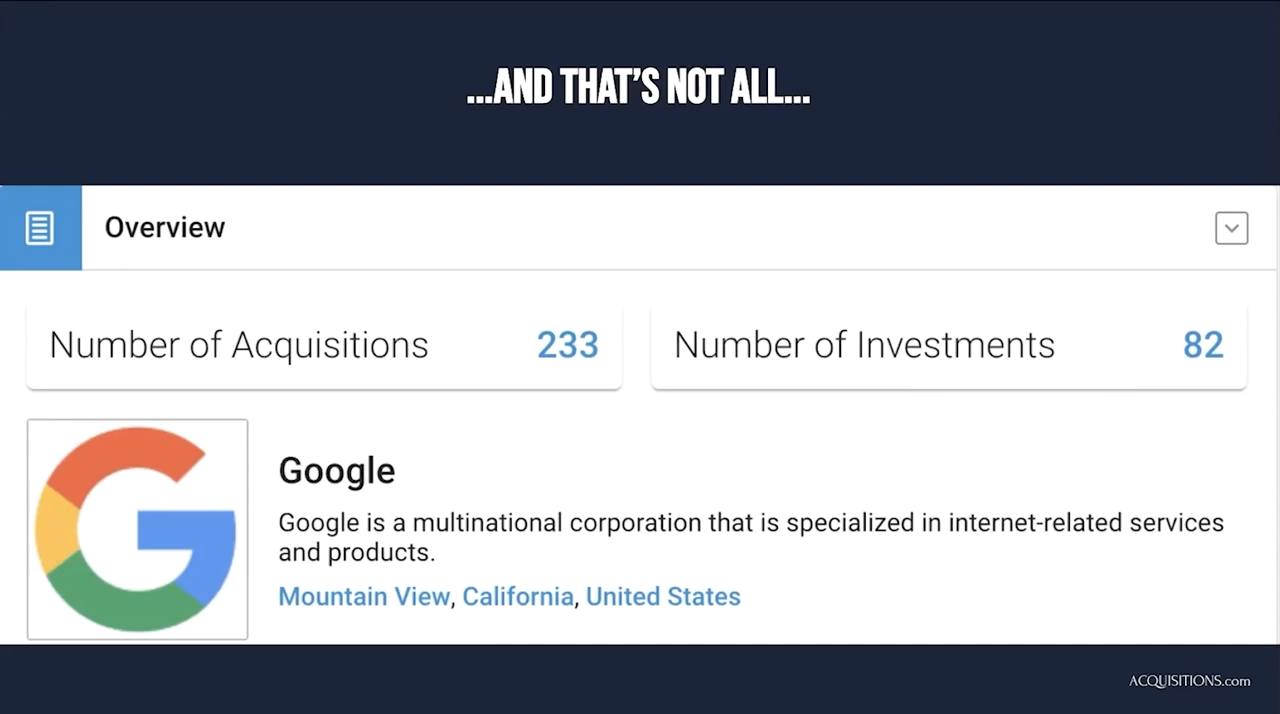 ...AND THAT'S NOT ALL...
Overview
Number of Acquisitions 233
Number of Investments 82
Google
Google is a multinational corporation that is specialized in internet-related services
and products.
Mountain View, California, United States
ACQUISITIONS.com